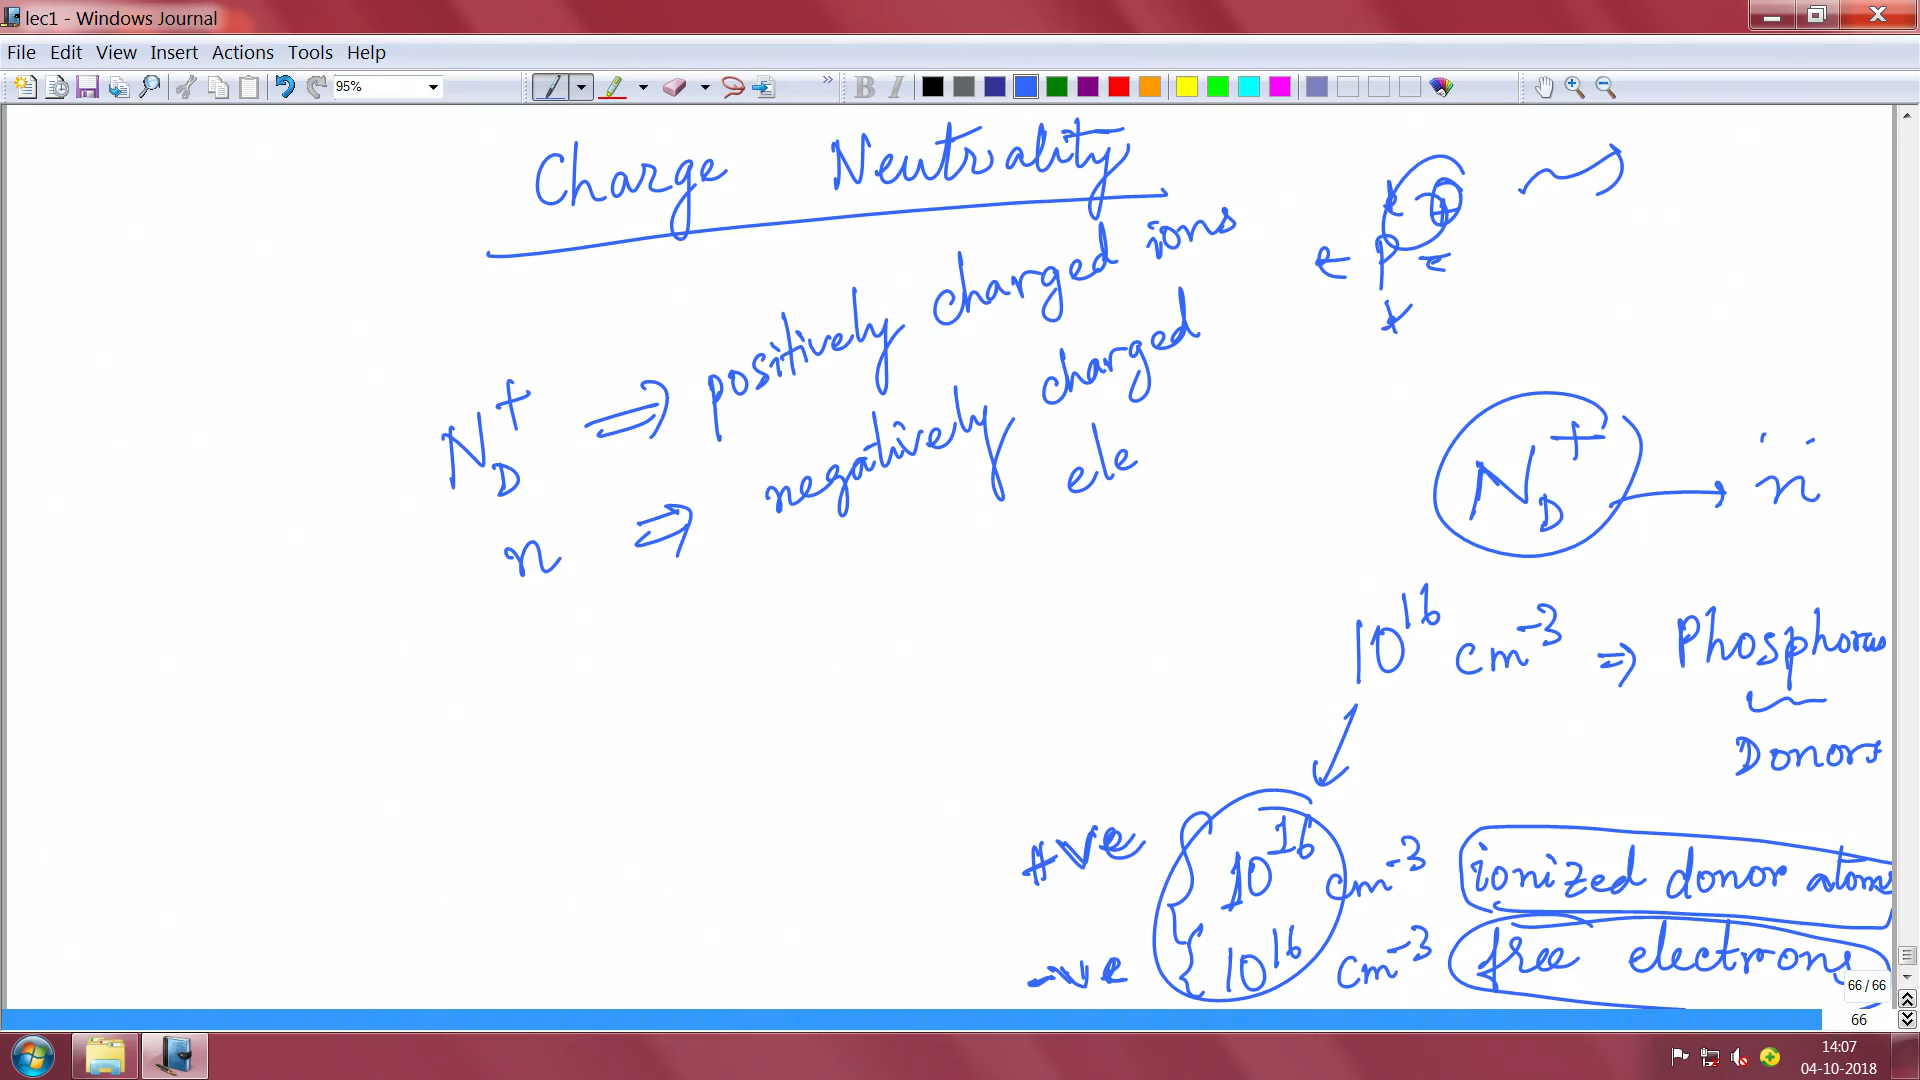 lec1 - Windows Journal
File Edit View Insert Actions Tools Help
95%
B I
Charge Neutrality
N_D^+ ⇒ positively charged ions
n ⇒ negatively charged
ele
P
N_D^+ → n
10^16 cm^-3 ⇒ Phosphorus
Donors
+ve { 10^16 cm^-3 ionized donor atoms
-ve { 10^16 cm^-3 free electrons
66 / 66
66
14:07
04-10-2018